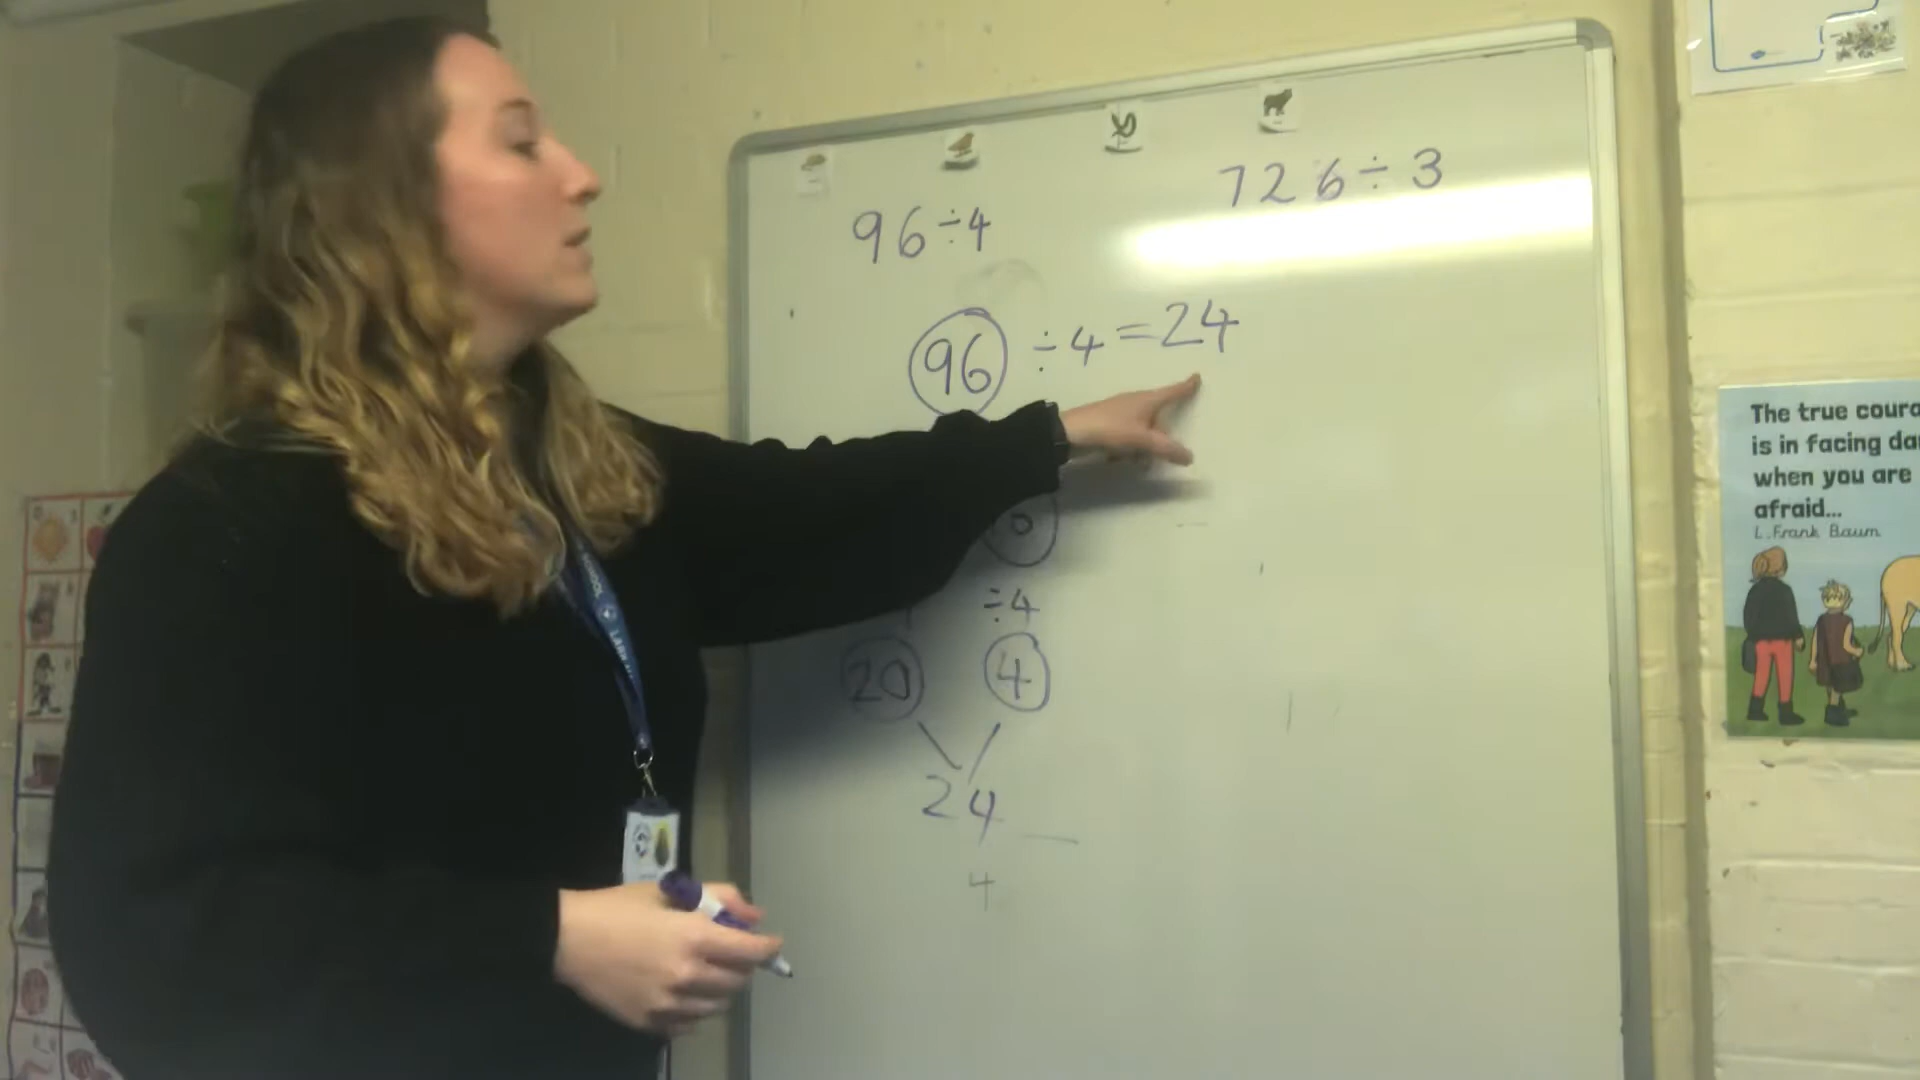 726÷3
96÷4
96 ÷4=24
÷4
20 4
24
4
The true coura
is in facing da
when you are
afraid...
L. Frank Baum